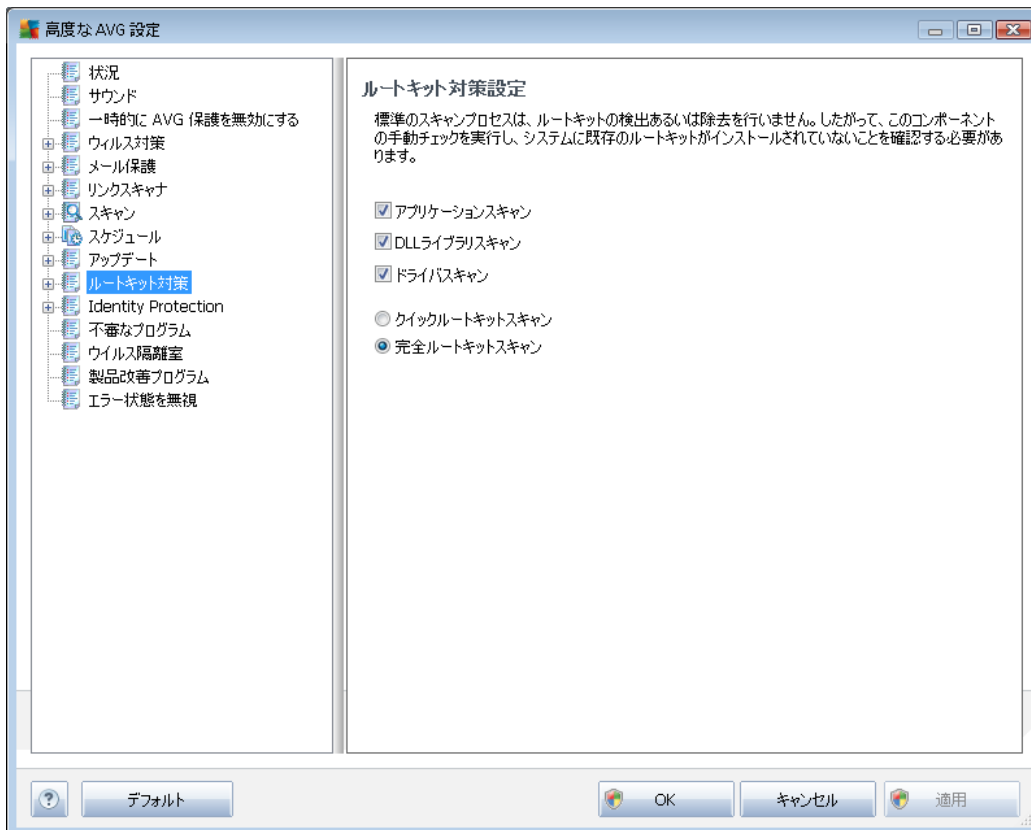 高度な AVG 設定
状況
サウンド
一時的に AVG 保護を無効にする
ウィルス対策
メール保護
リンクスキャナ
スキャン
スケジュール
アップデート
ルートキット対策
Identity Protection
不審なプログラム
ウイルス隔離室
製品改善プログラム
エラー状態を無視
ルートキット対策設定
標準のスキャンプロセスは、ルートキットの検出あるいは除去を行いません。したがって、このコンポーネント
の手動チェックを実行し、システムに既存のルートキットがインストールされていないことを確認する必要があ
ります。
アプリケーションスキャン
DLLライブラリスキャン
ドライバスキャン
クイックルートキットスキャン
完全ルートキットスキャン
?
デフォルト
OK
キャンセル
適用